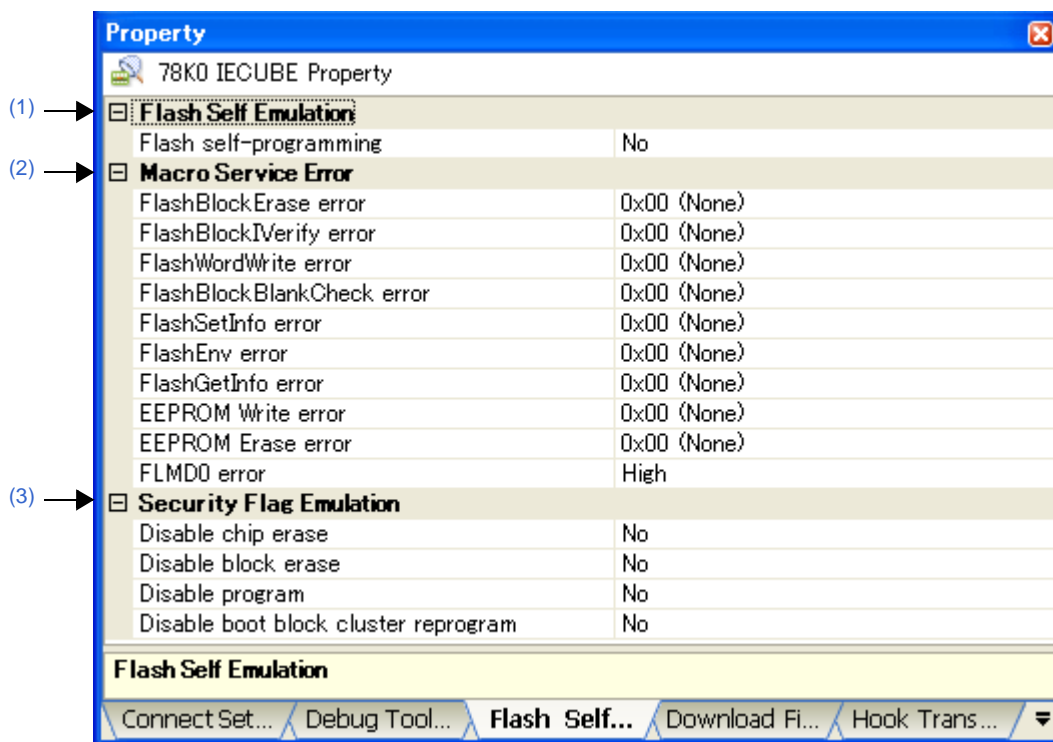 Property
78K0 IECUBE Property
(1) Flash Self Emulation
Flash self-programming No
(2) Macro Service Error
FlashBlockErase error 0x00 (None)
FlashBlockIVerify error 0x00 (None)
FlashWordWrite error 0x00 (None)
FlashBlockBlankCheck error 0x00 (None)
FlashSetInfo error 0x00 (None)
FlashEnv error 0x00 (None)
FlashGetInfo error 0x00 (None)
EEPROM Write error 0x00 (None)
EEPROM Erase error 0x00 (None)
FLMD0 error High
(3) Security Flag Emulation
Disable chip erase No
Disable block erase No
Disable program No
Disable boot block cluster reprogram No
Flash Self Emulation
Connect Set... Debug Tool... Flash Self... Download Fi... Hook Trans...